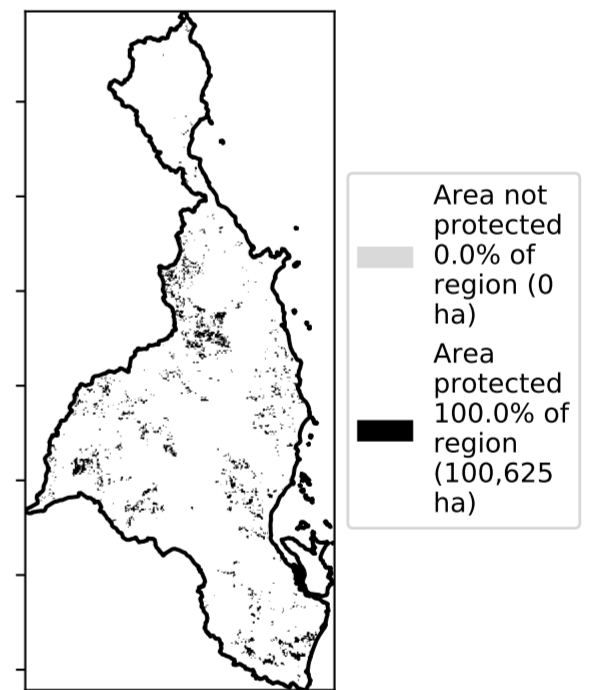 Area not
protected
0.0% of
region (0
ha)
Area
protected
100.0% of
region
(100,625
ha)